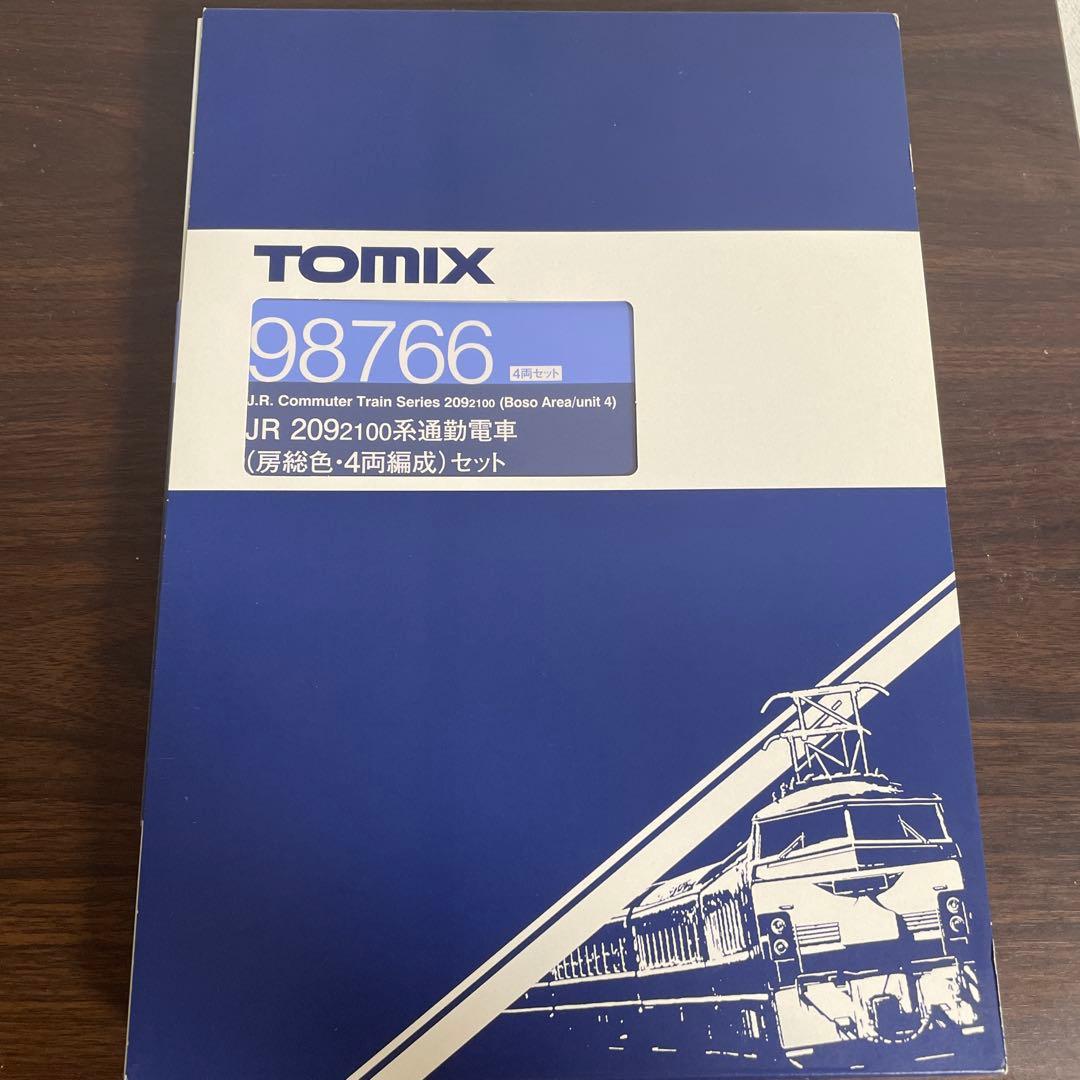 TOMIX
98766 4両セット
J.R. Commuter Train Series 2092100 (Boso Area/unit 4)
JR 2092100系通勤電車
(房総色・4両編成)セット